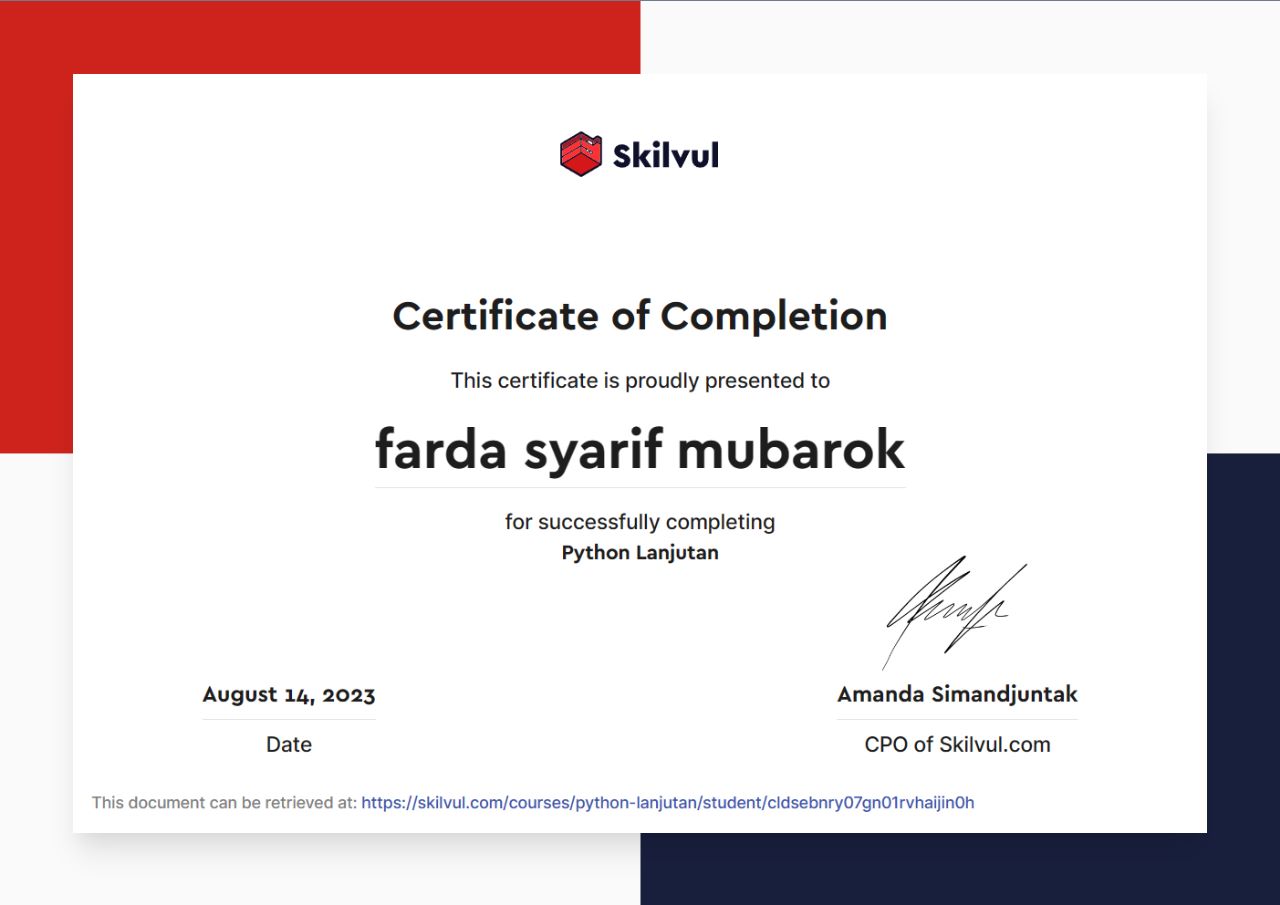 Skilvul
Certificate of Completion
This certificate is proudly presented to
farda syarif mubarok
for successfully completing
Python Lanjutan
August 14, 2023
Date
Amanda Simandjuntak
CPO of Skilvul.com
This document can be retrieved at: https://skilvul.com/courses/python-lanjutan/student/cldsebnry07gn01rvhaijin0h